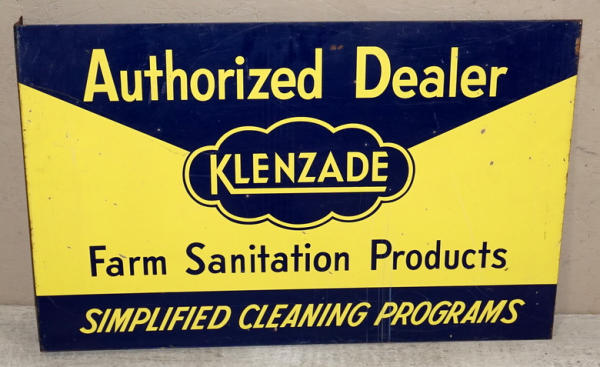 Authorized Dealer
KLENZADE
Farm Sanitation Products
SIMPLIFIED CLEANING PROGRAMS